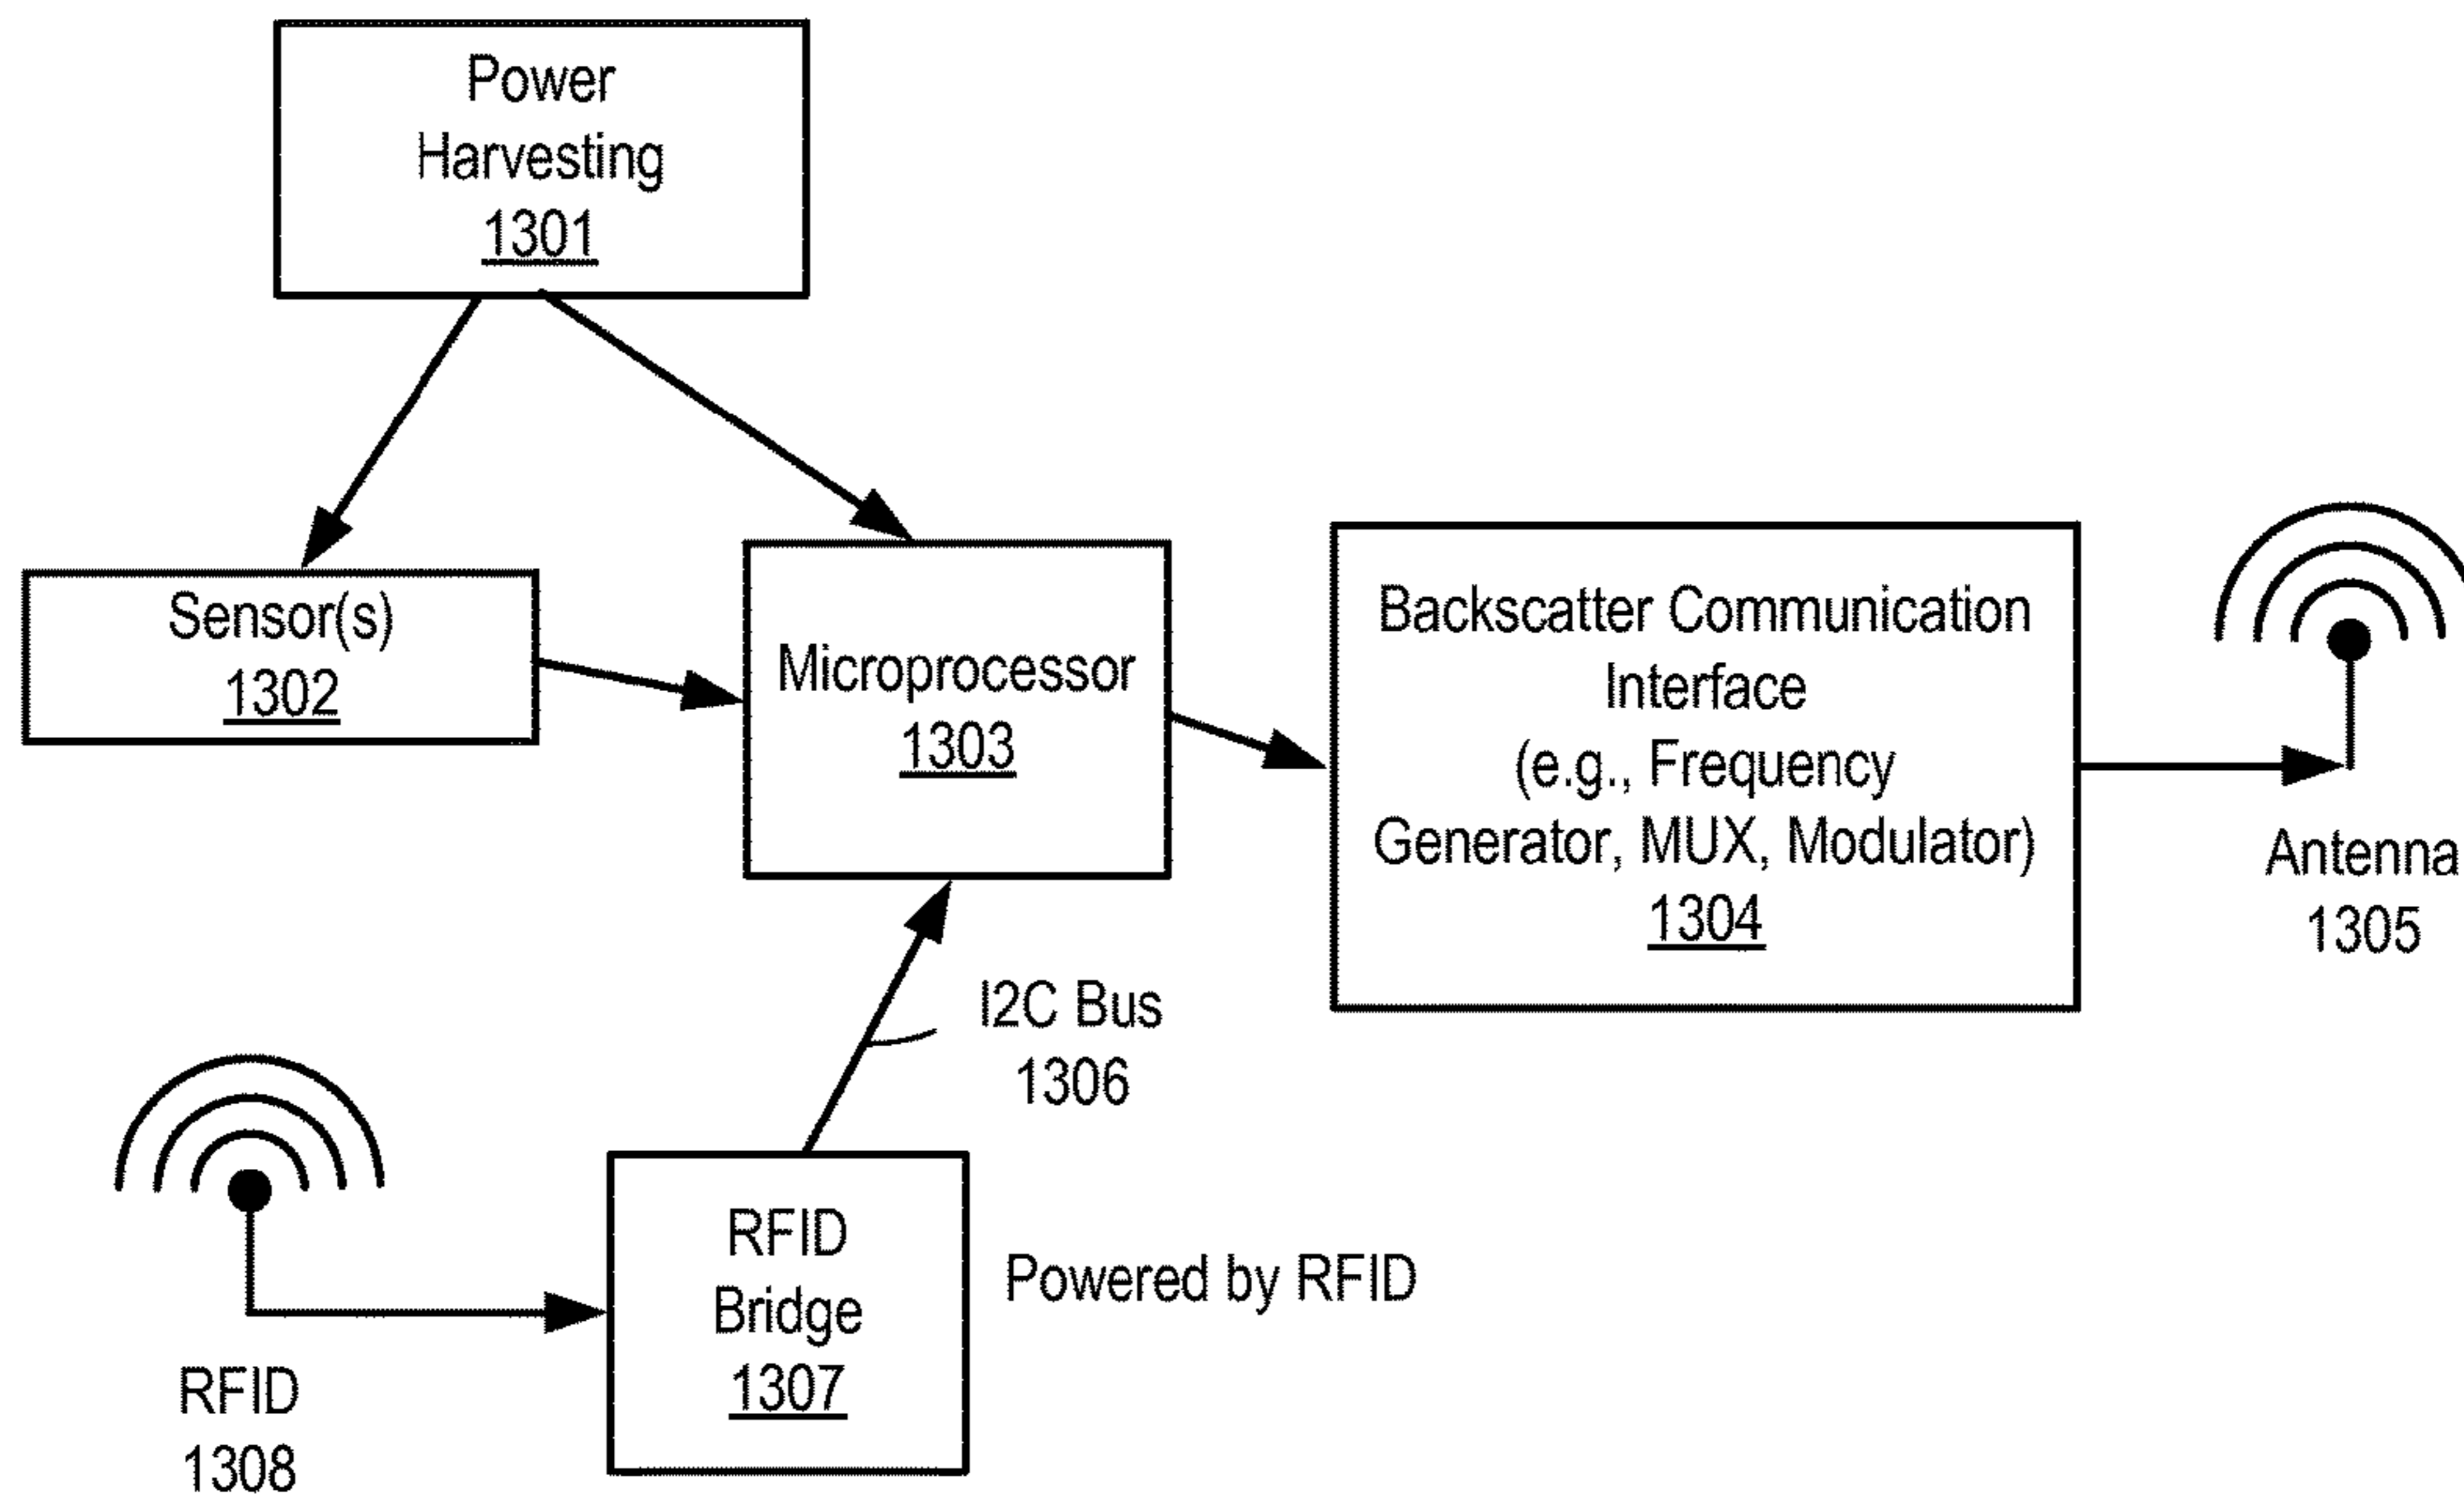 Power
Harvesting
1301
Sensor(s)
1302
Microprocessor
1303
Backscatter Communication
Interface
(e.g., Frequency
Generator, MUX, Modulator)
1304
Antenna
1305
I2C Bus
1306
RFID
Bridge
1307
Powered by RFID
RFID
1308